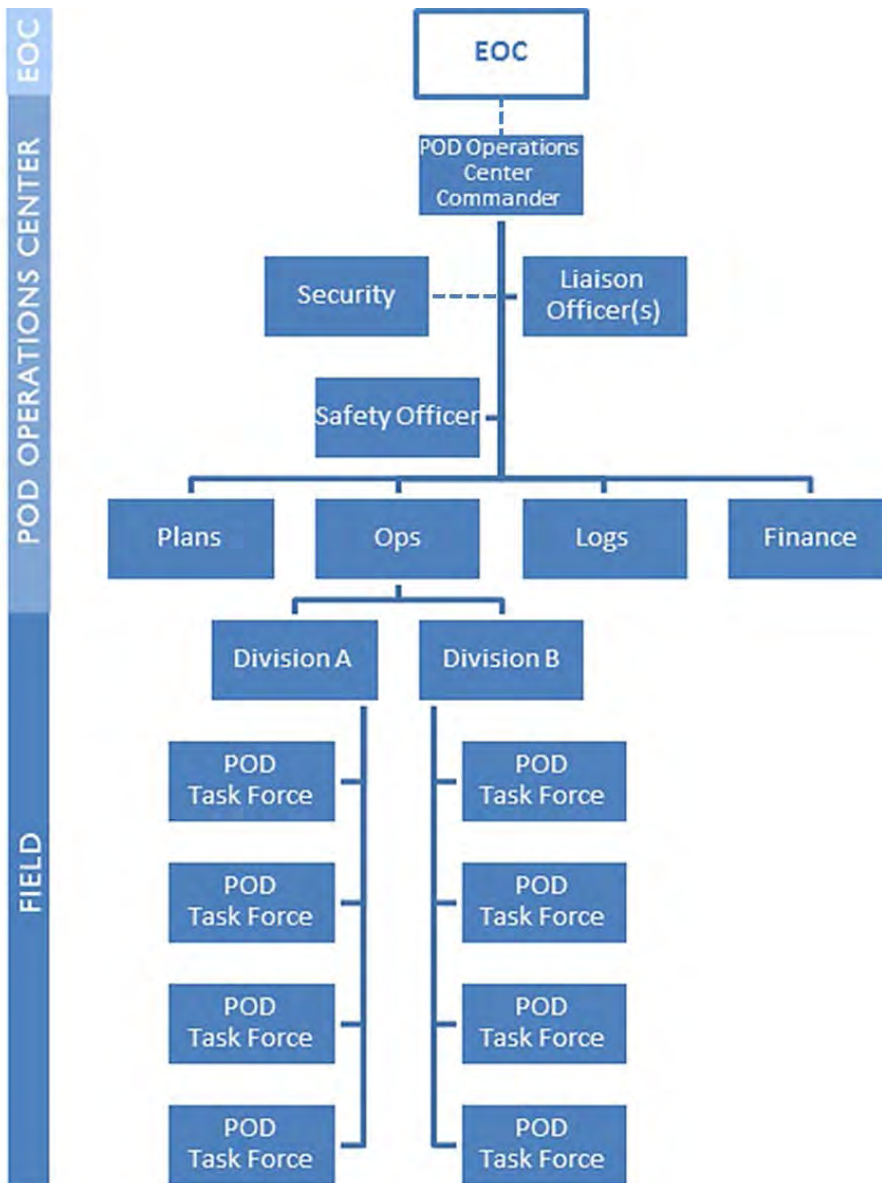 EOC
EOC
POD OPERATIONS CENTER
POD Operations
Center
Commander
Security
Liaison
Officer(s)
Safety Officer
Plans
Ops
Logs
Finance
FIELD
Division A
Division B
POD
Task Force
POD
Task Force
POD
Task Force
POD
Task Force
POD
Task Force
POD
Task Force
POD
Task Force
POD
Task Force